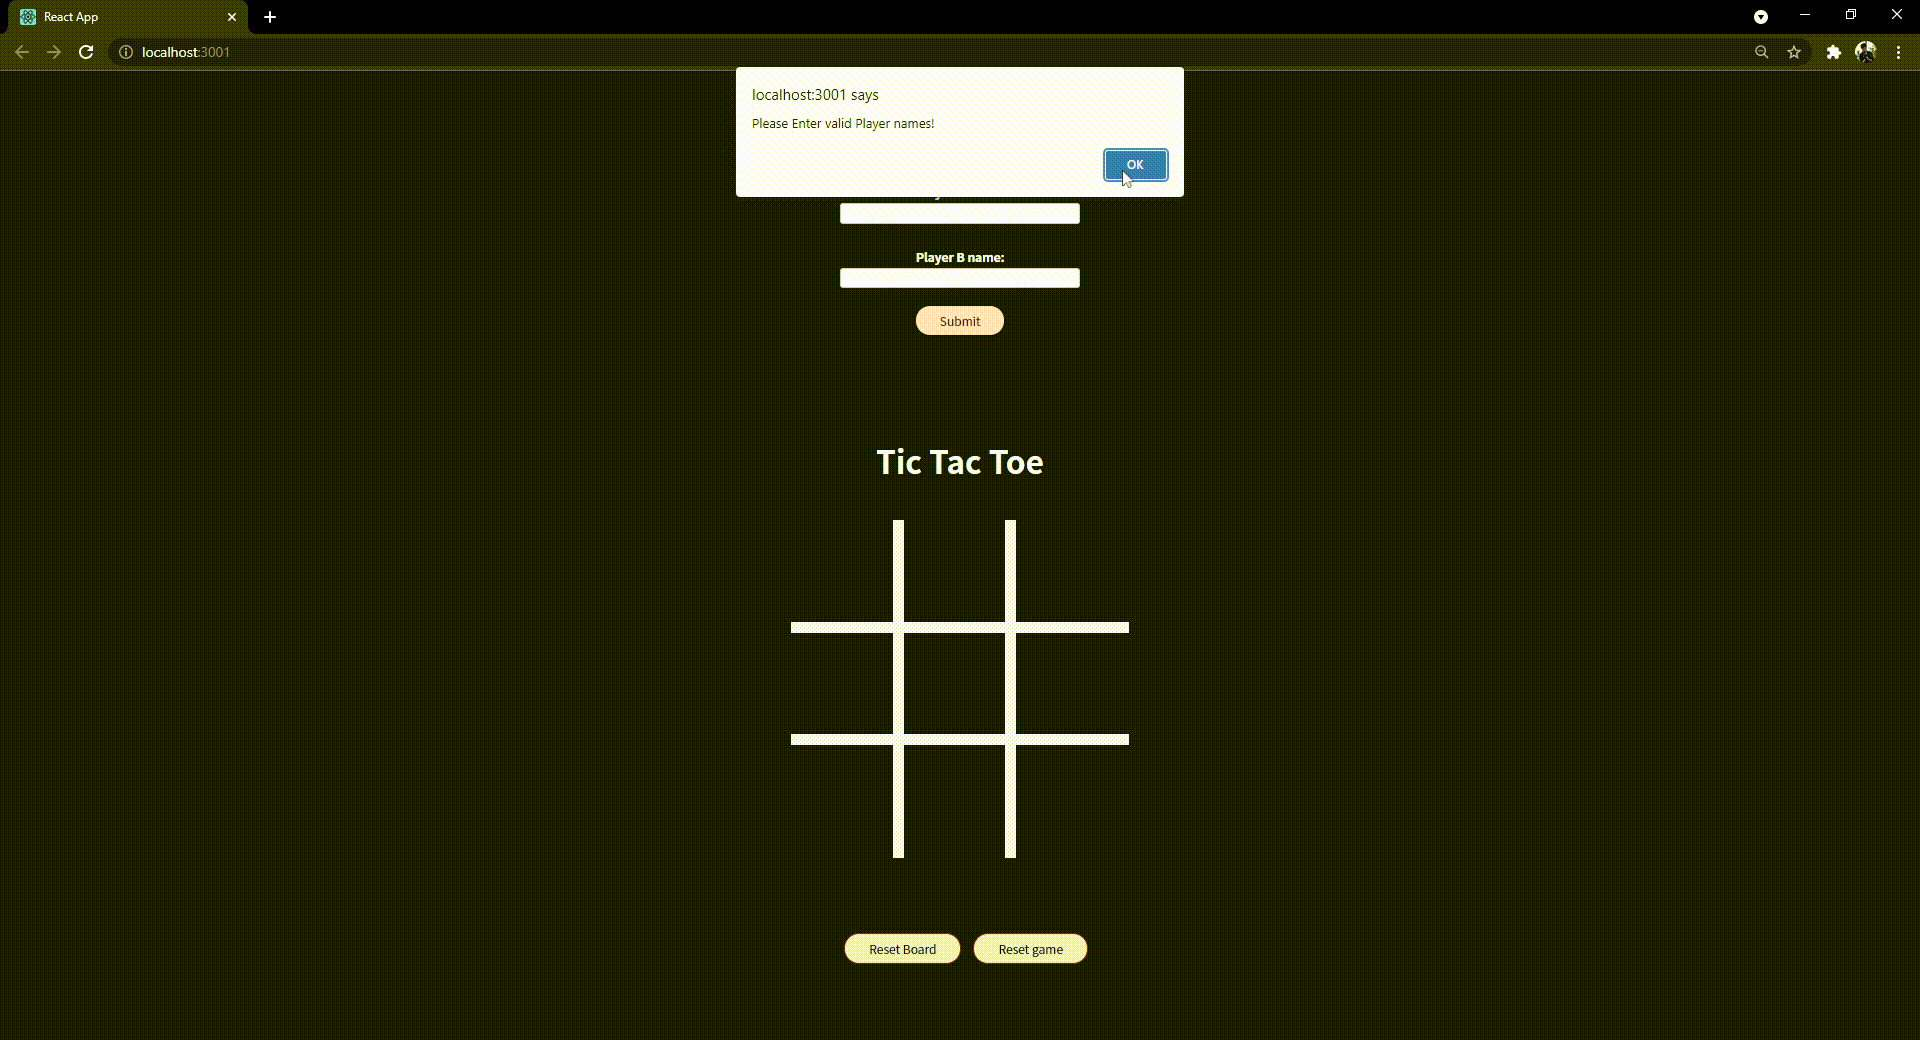 React App
localhost:3001
localhost:3001 says
Please Enter valid Player names!
OK
Player B name:
Submit
Tic Tac Toe
Reset Board
Reset game